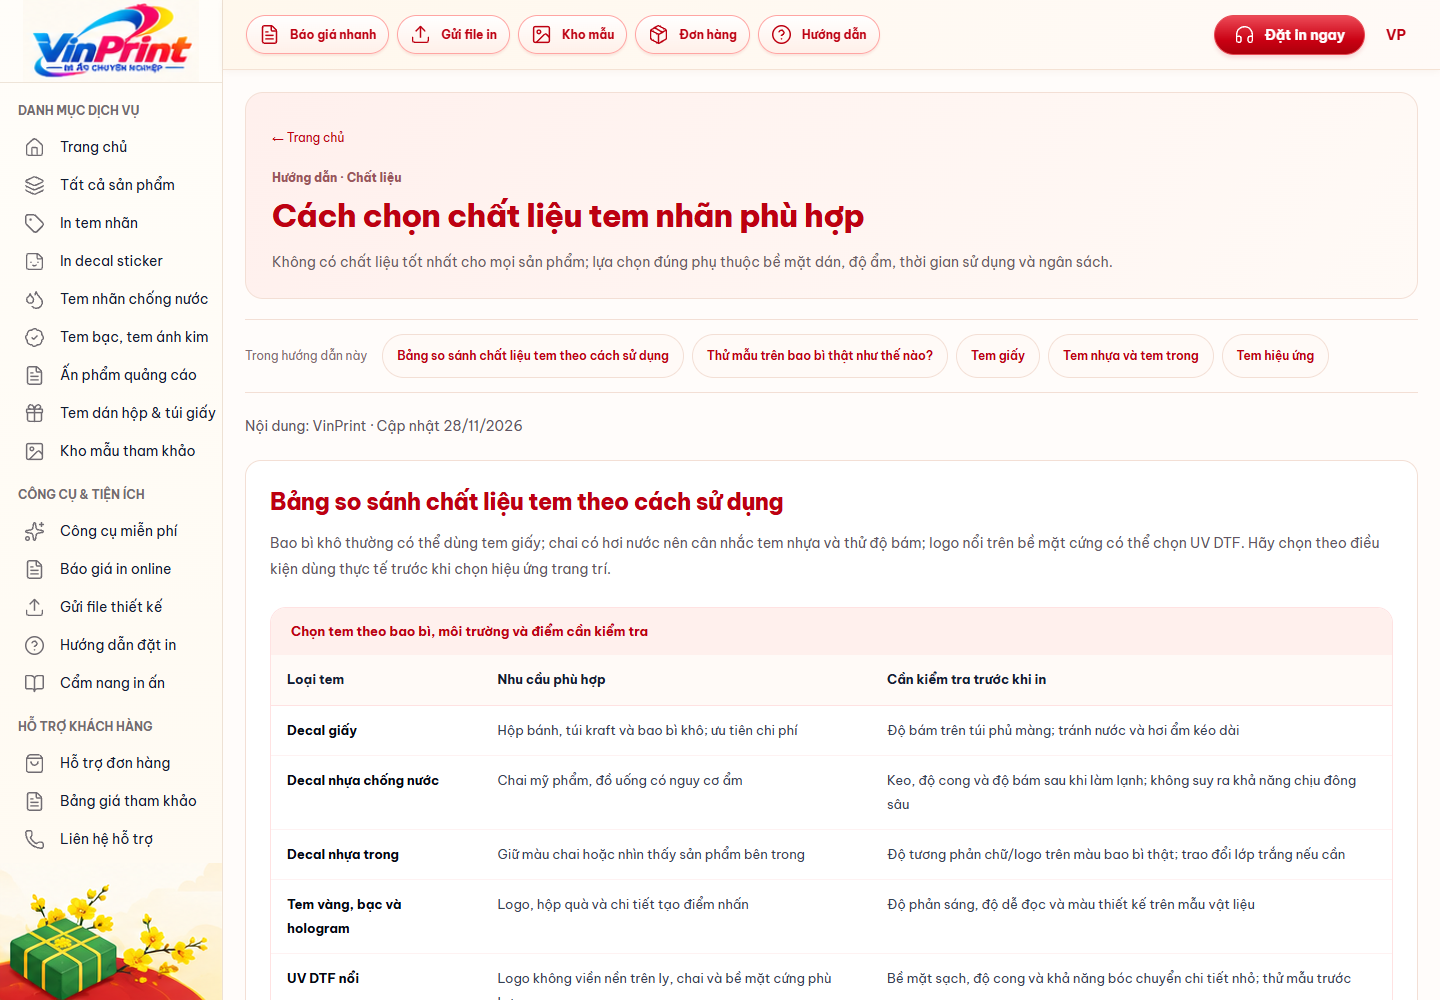 VinPrint
IN ẤN CHUYÊN NGHIỆP
Báo giá nhanh
Gửi file in
Kho mẫu
Đơn hàng
Hướng dẫn
Đặt in ngay
VP
DANH MỤC DỊCH VỤ
Trang chủ
Tất cả sản phẩm
In tem nhãn
In decal sticker
Tem nhãn chống nước
Tem bạc, tem ánh kim
Ấn phẩm quảng cáo
Tem dán hộp & túi giấy
Kho mẫu tham khảo
CÔNG CỤ & TIỆN ÍCH
Công cụ miễn phí
Báo giá in online
Gửi file thiết kế
Hướng dẫn đặt in
Cẩm nang in ấn
HỖ TRỢ KHÁCH HÀNG
Hỗ trợ đơn hàng
Bảng giá tham khảo
Liên hệ hỗ trợ
← Trang chủ
Hướng dẫn · Chất liệu
Cách chọn chất liệu tem nhãn phù hợp
Không có chất liệu tốt nhất cho mọi sản phẩm; lựa chọn đúng phụ thuộc bề mặt dán, độ ẩm, thời gian sử dụng và ngân sách.
Trong hướng dẫn này
Bảng so sánh chất liệu tem theo cách sử dụng
Thử mẫu trên bao bì thật như thế nào?
Tem giấy
Tem nhựa và tem trong
Tem hiệu ứng
Nội dung: VinPrint · Cập nhật 28/11/2026
Bảng so sánh chất liệu tem theo cách sử dụng
Bao bì khô thường có thể dùng tem giấy; chai có hơi nước nên cân nhắc tem nhựa và thử độ bám; logo nổi trên bề mặt cứng có thể chọn UV DTF. Hãy chọn theo điều
kiện dùng thực tế trước khi chọn hiệu ứng trang trí.
Chọn tem theo bao bì, môi trường và điểm cần kiểm tra
Loại tem
Nhu cầu phù hợp
Cần kiểm tra trước khi in
Decal giấy
Hộp bánh, túi kraft và bao bì khô; ưu tiên chi phí
Độ bám trên túi phủ màng; tránh nước và hơi ẩm kéo dài
Decal nhựa chống nước
Chai mỹ phẩm, đồ uống có nguy cơ ẩm
Keo, độ cong và độ bám sau khi làm lạnh; không suy ra khả năng chịu đông
sâu
Decal nhựa trong
Giữ màu chai hoặc nhìn thấy sản phẩm bên trong
Độ tương phản chữ/logo trên màu bao bì thật; trao đổi lớp trắng nếu cần
Tem vàng, bạc và
hologram
Logo, hộp quà và chi tiết tạo điểm nhấn
Độ phản sáng, độ dễ đọc và màu thiết kế trên mẫu vật liệu
UV DTF nổi
Logo không viền nền trên ly, chai và bề mặt cứng phù
Bề mặt sạch, độ cong và khả năng bóc chuyển chi tiết nhỏ; thử mẫu trước